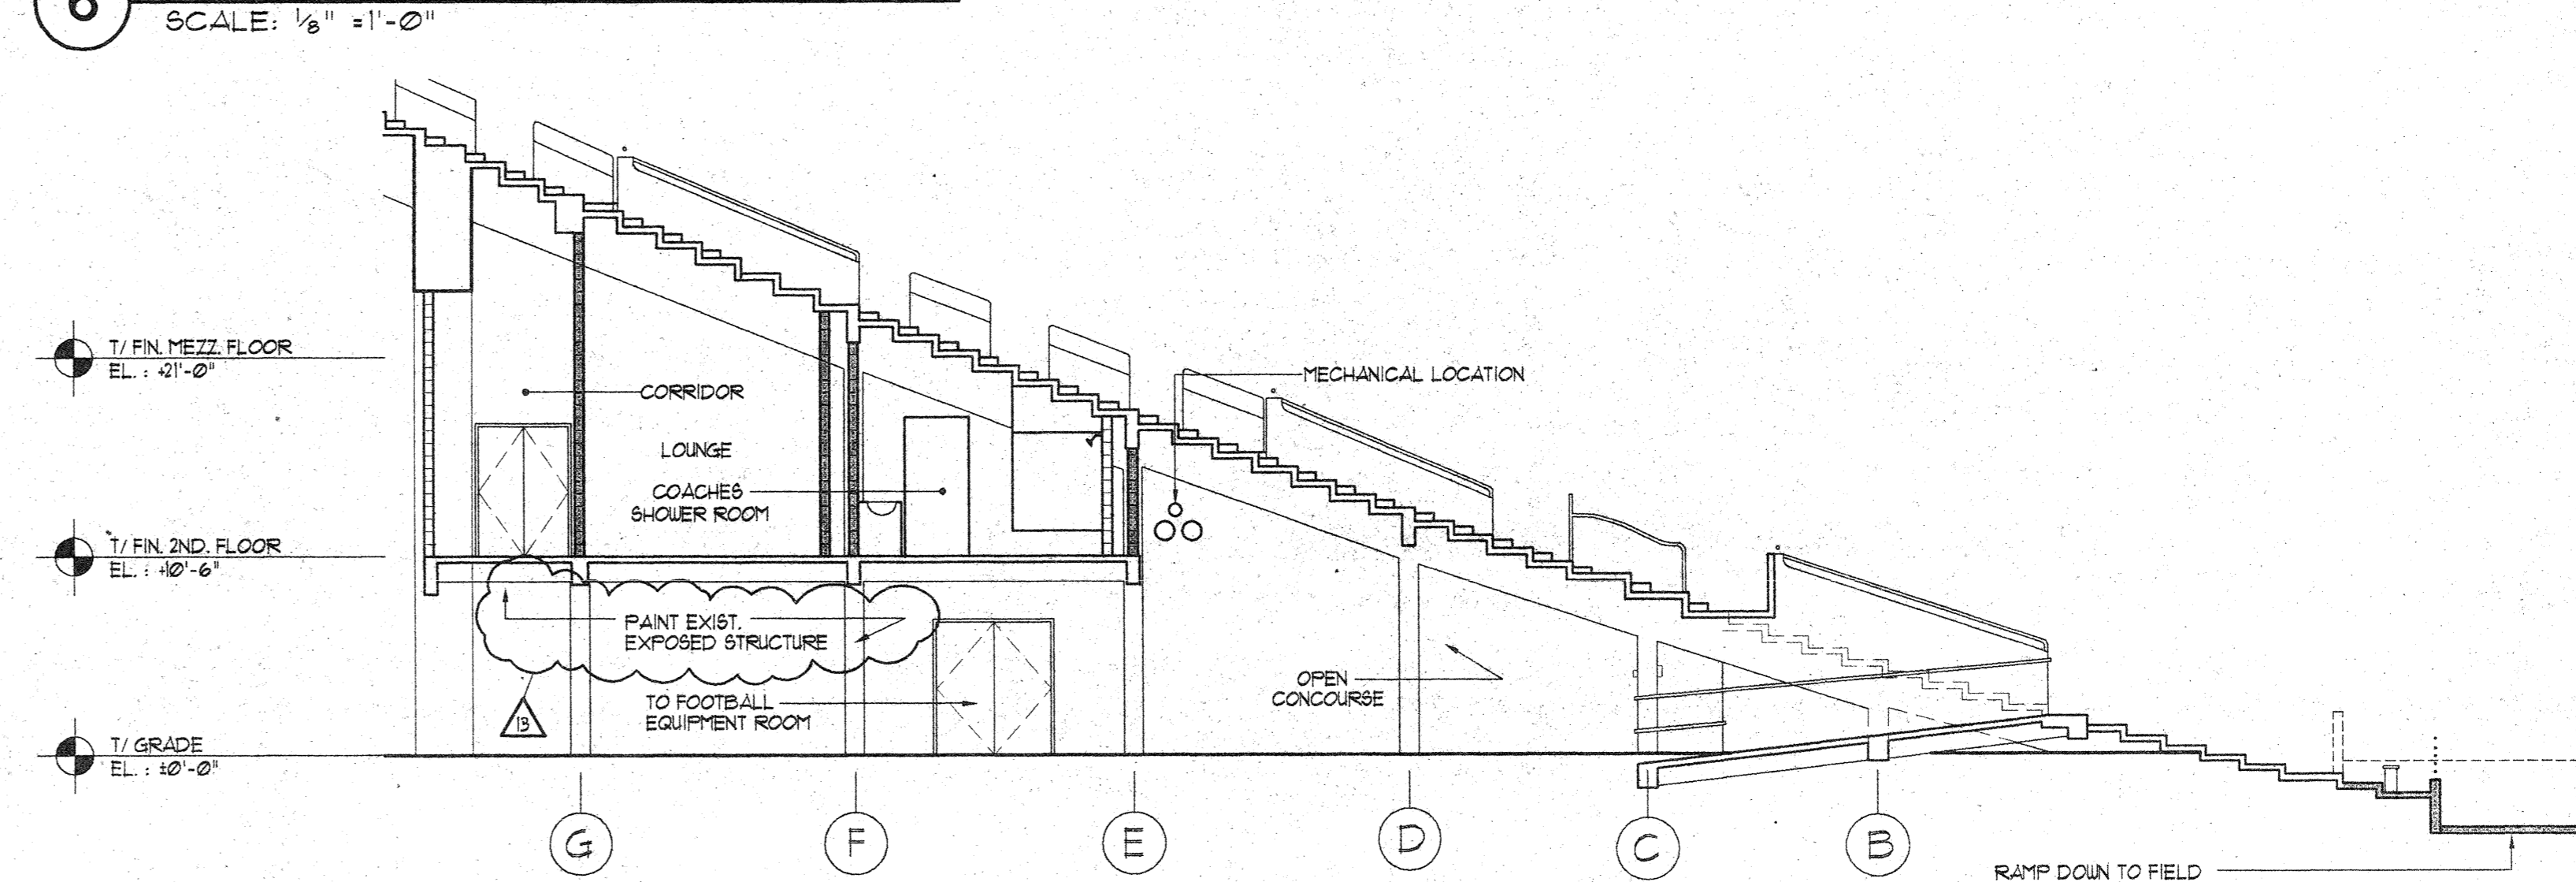 6
SCALE: 1/8" =1'-0"
T/ FIN. MEZZ. FLOOR
EL. : +21'-0"
CORRIDOR
MECHANICAL LOCATION
LOUNGE
COACHES
SHOWER ROOM
T/ FIN. 2ND. FLOOR
EL. : +10'-6"
PAINT EXIST.
EXPOSED STRUCTURE
13
TO FOOTBALL
EQUIPMENT ROOM
OPEN
CONCOURSE
T/ GRADE
EL. : ±0'-0"
G
F
E
D
C
B
RAMP DOWN TO FIELD